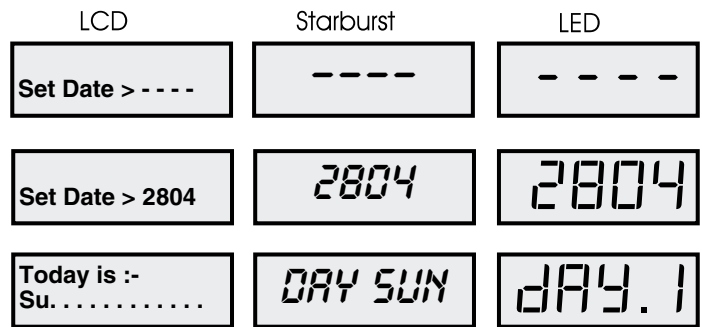 LCD Starburst LED
Set Date > - - - - ---- - - - -
Set Date > 2804 2804 2804
Today is :-
Su. . . . . . . . . . . . DAY SUN dAY.1